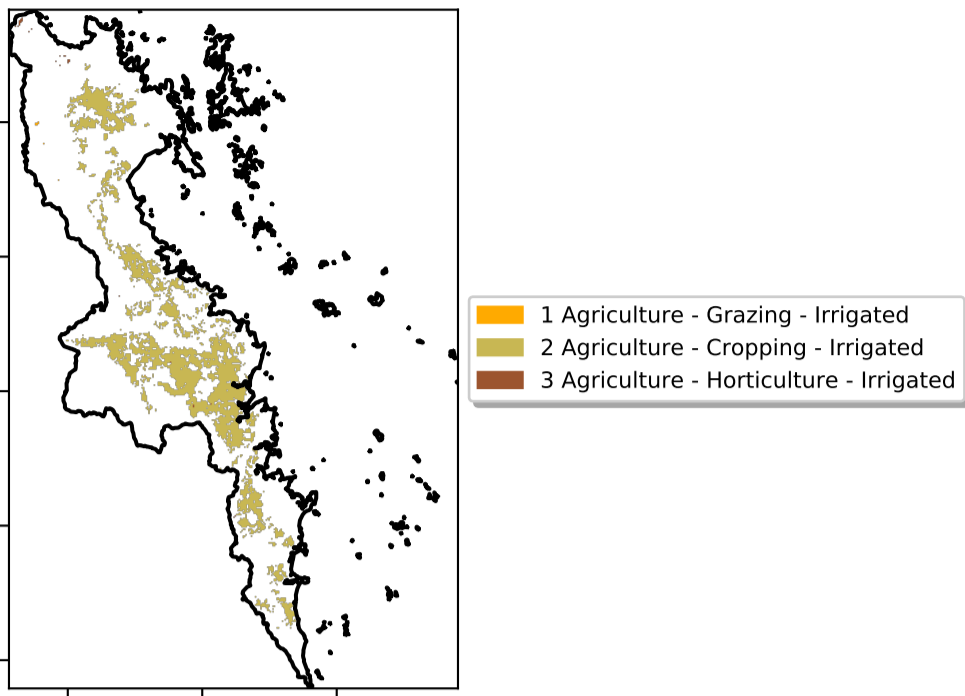 1 Agriculture - Grazing - Irrigated
2 Agriculture - Cropping - Irrigated
3 Agriculture - Horticulture - Irrigated